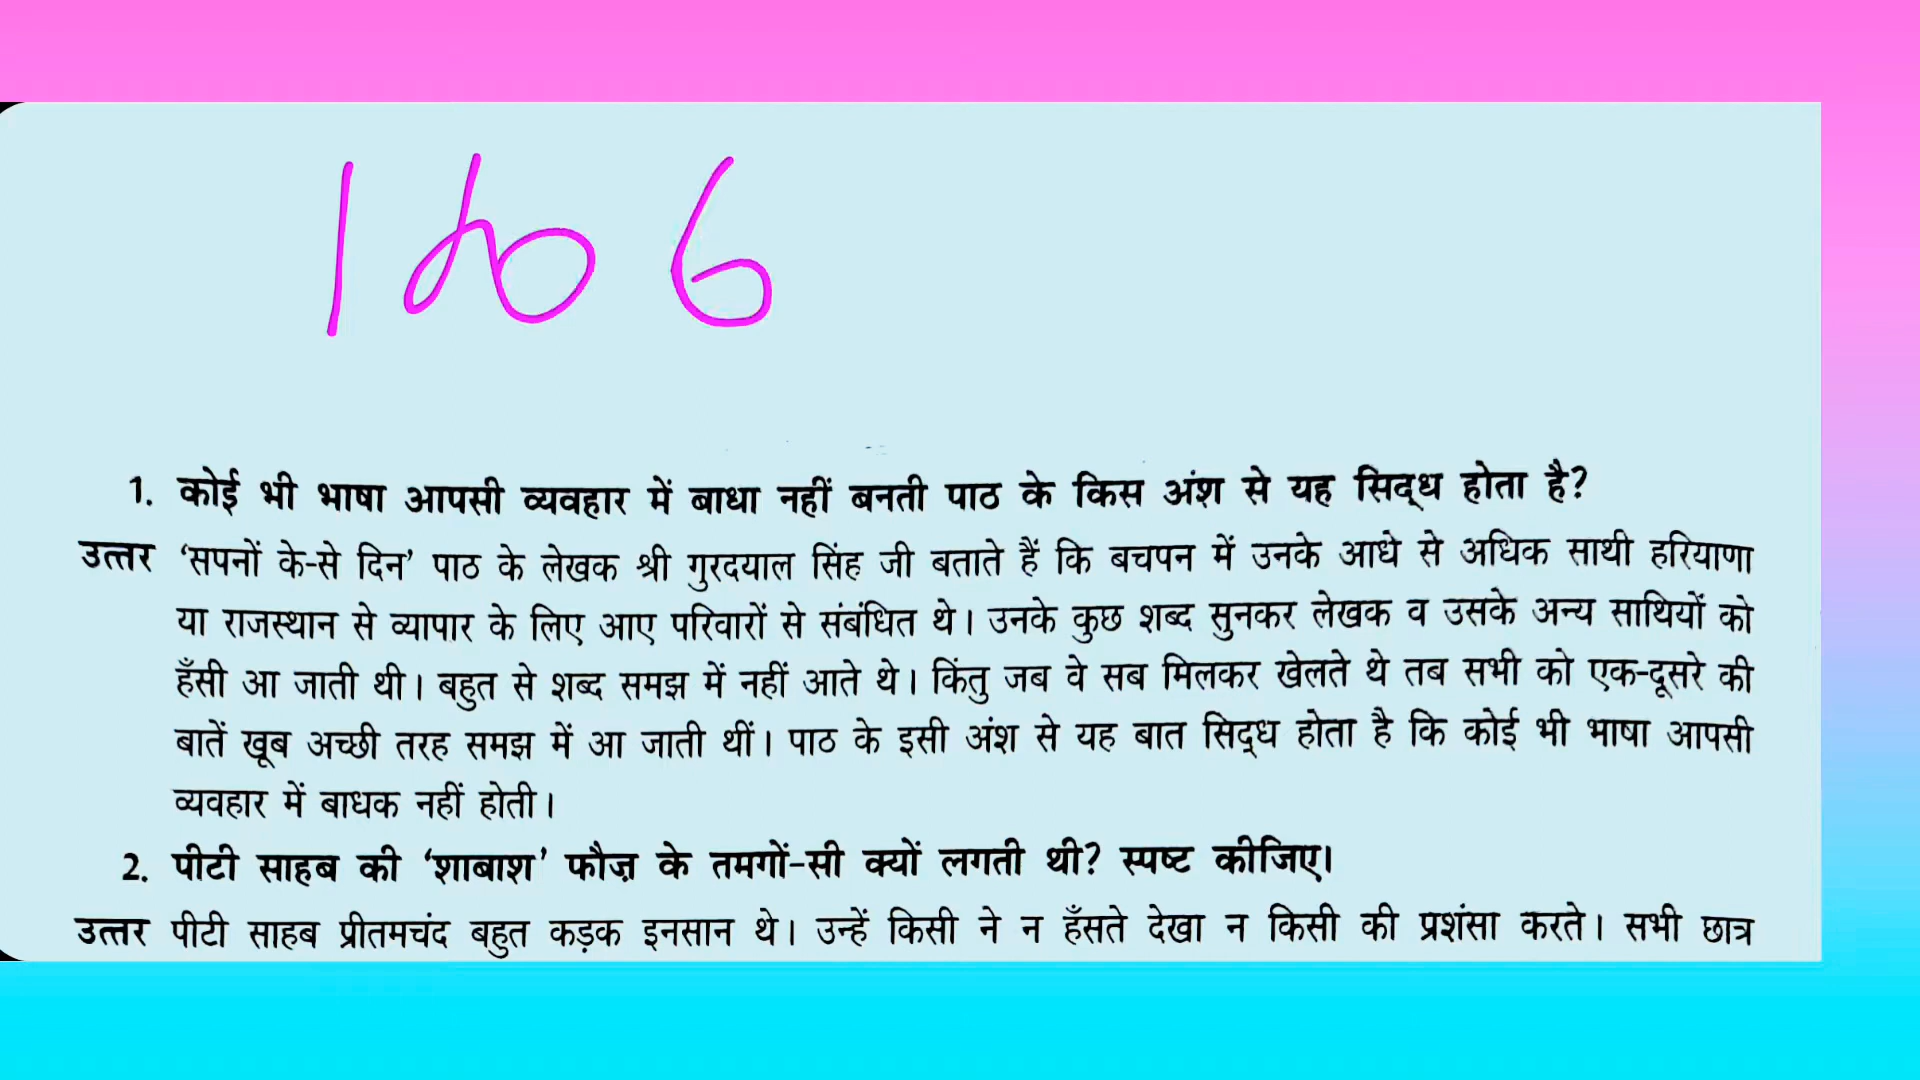 1 to 6
1. कोई भी भाषा आपसी व्यवहार में बाधा नहीं बनती पाठ के किस अंश से यह सिद्ध होता है?
उत्तर ‘सपनों के-से दिन’ पाठ के लेखक श्री गुरदयाल सिंह जी बताते हैं कि बचपन में उनके आधे से अधिक साथी हरियाणा
या राजस्थान से व्यापार के लिए आए परिवारों से संबंधित थे। उनके कुछ शब्द सुनकर लेखक व उसके अन्य साथियों को
हँसी आ जाती थी। बहुत से शब्द समझ में नहीं आते थे। किंतु जब वे सब मिलकर खेलते थे तब सभी को एक-दूसरे की
बातें खूब अच्छी तरह समझ में आ जाती थीं। पाठ के इसी अंश से यह बात सिद्ध होता है कि कोई भी भाषा आपसी
व्यवहार में बाधक नहीं होती।
2. पीटी साहब की ‘शाबाश’ फौज़ के तमगों-सी क्यों लगती थी? स्पष्ट कीजिए।
उत्तर पीटी साहब प्रीतमचंद बहुत कड़क इनसान थे। उन्हें किसी ने न हँसते देखा न किसी की प्रशंसा करते। सभी छात्र